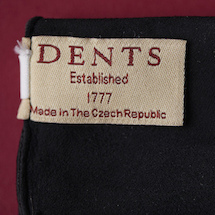 DENTS
Established
1777
Made In The Czech Republic